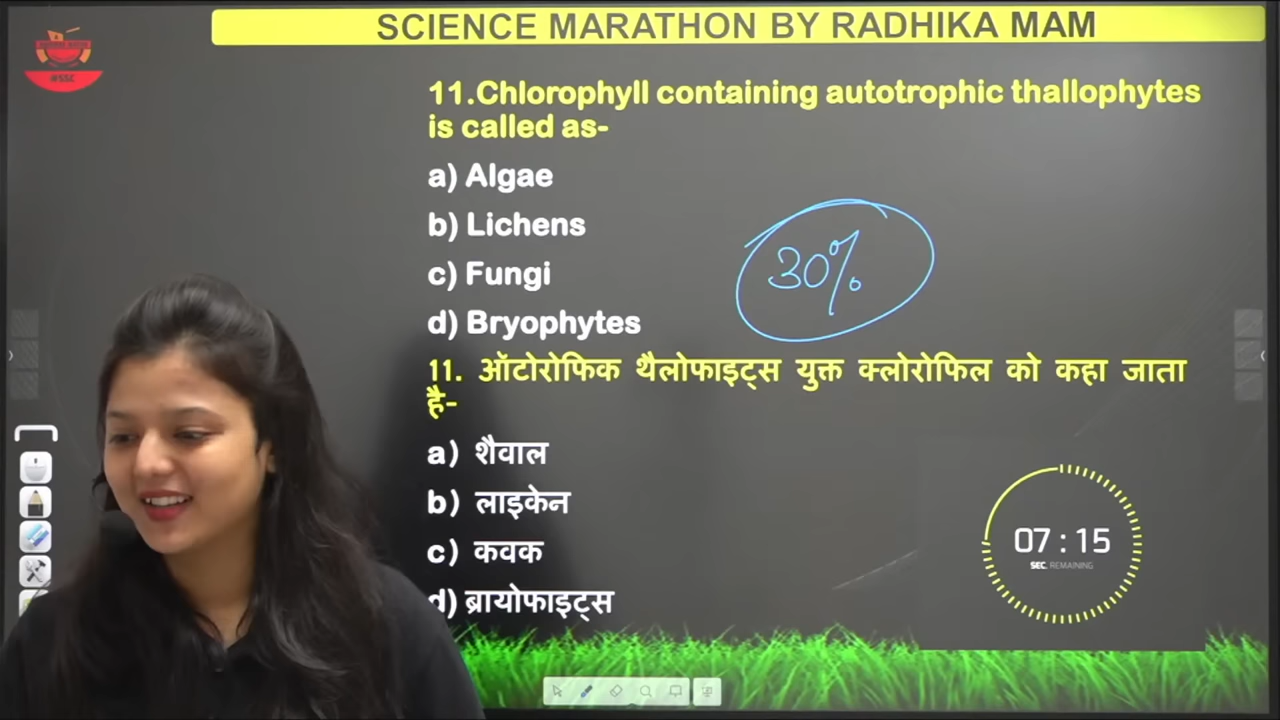 SCIENCE MARATHON BY RADHIKA MAM
#SSC
11.Chlorophyll containing autotrophic thallophytes
is called as-
a) Algae
b) Lichens
c) Fungi
d) Bryophytes
30%
11. ऑटोरोफिक थैलोफाइट्स युक्त क्लोरोफिल को कहा जाता
है-
a) शैवाल
b) लाइकेन
c) कवक
d) ब्रायोफाइट्स
07 : 15
SEC. REMAINING